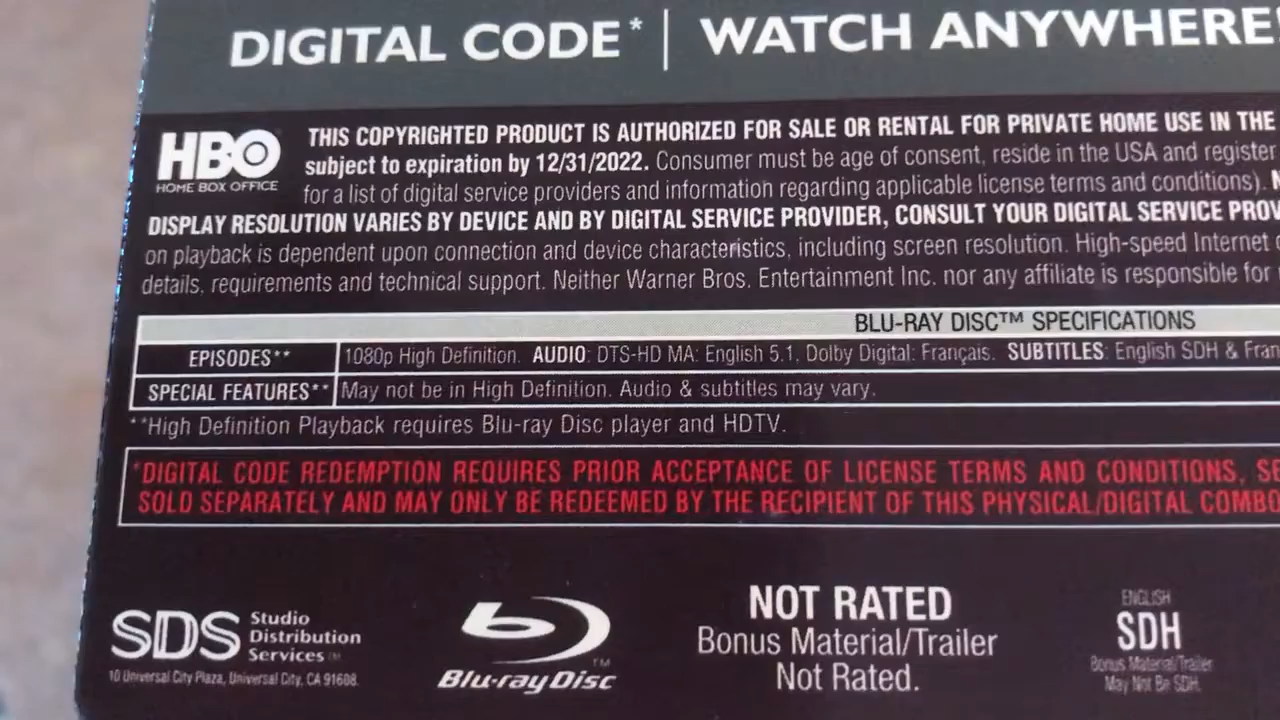 DIGITAL CODE* | WATCH ANYWHERE!
HBO
HOME BOX OFFICE
THIS COPYRIGHTED PRODUCT IS AUTHORIZED FOR SALE OR RENTAL FOR PRIVATE HOME USE IN THE
subject to expiration by 12/31/2022. Consumer must be age of consent, reside in the USA and register
for a list of digital service providers and information regarding applicable license terms and conditions).
DISPLAY RESOLUTION VARIES BY DEVICE AND BY DIGITAL SERVICE PROVIDER, CONSULT YOUR DIGITAL SERVICE PROV
on playback is dependent upon connection and device characteristics, including screen resolution. High-speed Internet
details, requirements and technical support. Neither Warner Bros. Entertainment Inc. nor any affiliate is responsible for
BLU-RAY DISC™ SPECIFICATIONS
EPISODES** 1080p High Definition. AUDIO: DTS-HD MA: English 5.1, Dolby Digital: Français. SUBTITLES: English SDH & Fran
SPECIAL FEATURES** May not be in High Definition. Audio & subtitles may vary.
**High Definition Playback requires Blu-ray Disc player and HDTV.
*DIGITAL CODE REDEMPTION REQUIRES PRIOR ACCEPTANCE OF LICENSE TERMS AND CONDITIONS, SE
SOLD SEPARATELY AND MAY ONLY BE REDEEMED BY THE RECIPIENT OF THIS PHYSICAL/DIGITAL COMBO
SDS Studio
Distribution
Services™
10 Universal City Plaza, Universal City, CA 91608.
Blu-ray Disc™
NOT RATED
Bonus Material/Trailer
Not Rated.
ENGLISH
SDH
Bonus Material/Trailer
May Not Be SDH.